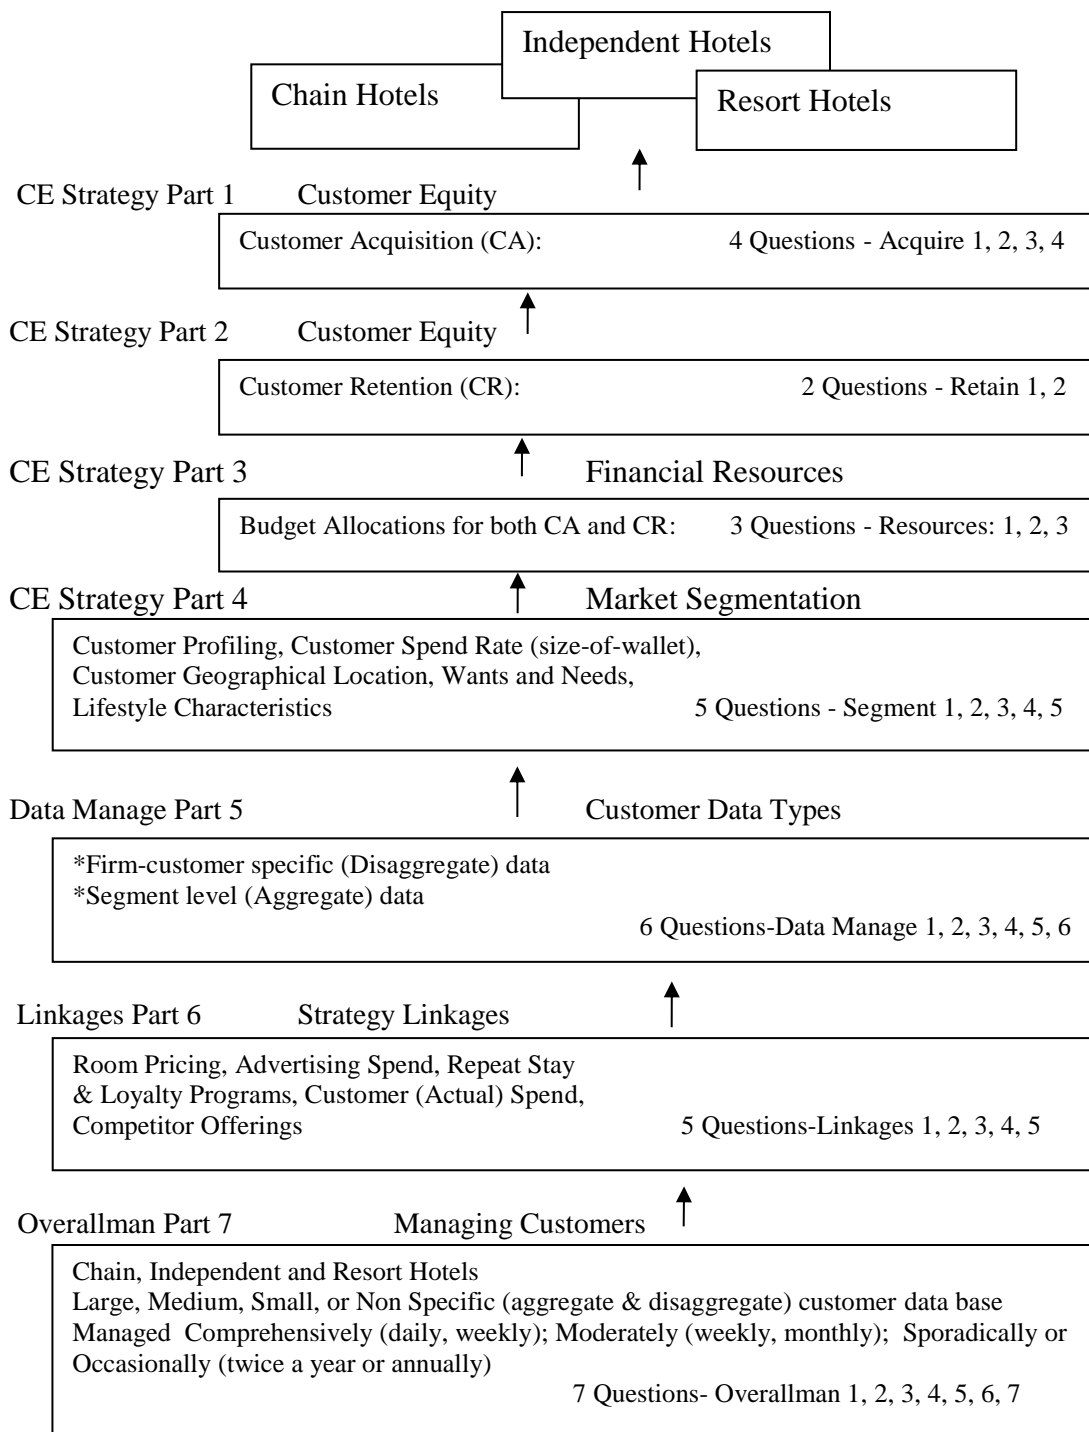 Independent Hotels
Chain Hotels
Resort Hotels
CE Strategy Part 1 Customer Equity
Customer Acquisition (CA): 4 Questions - Acquire 1, 2, 3, 4
CE Strategy Part 2 Customer Equity
Customer Retention (CR): 2 Questions - Retain 1, 2
CE Strategy Part 3 Financial Resources
Budget Allocations for both CA and CR: 3 Questions - Resources: 1, 2, 3
CE Strategy Part 4 Market Segmentation
Customer Profiling, Customer Spend Rate (size-of-wallet),
Customer Geographical Location, Wants and Needs,
Lifestyle Characteristics 5 Questions - Segment 1, 2, 3, 4, 5
Data Manage Part 5 Customer Data Types
*Firm-customer specific (Disaggregate) data
*Segment level (Aggregate) data
6 Questions-Data Manage 1, 2, 3, 4, 5, 6
Linkages Part 6 Strategy Linkages
Room Pricing, Advertising Spend, Repeat Stay
& Loyalty Programs, Customer (Actual) Spend,
Competitor Offerings 5 Questions-Linkages 1, 2, 3, 4, 5
Overallman Part 7 Managing Customers
Chain, Independent and Resort Hotels
Large, Medium, Small, or Non Specific (aggregate & disaggregate) customer data base
Managed Comprehensively (daily, weekly); Moderately (weekly, monthly); Sporadically or
Occasionally (twice a year or annually)
7 Questions- Overallman 1, 2, 3, 4, 5, 6, 7